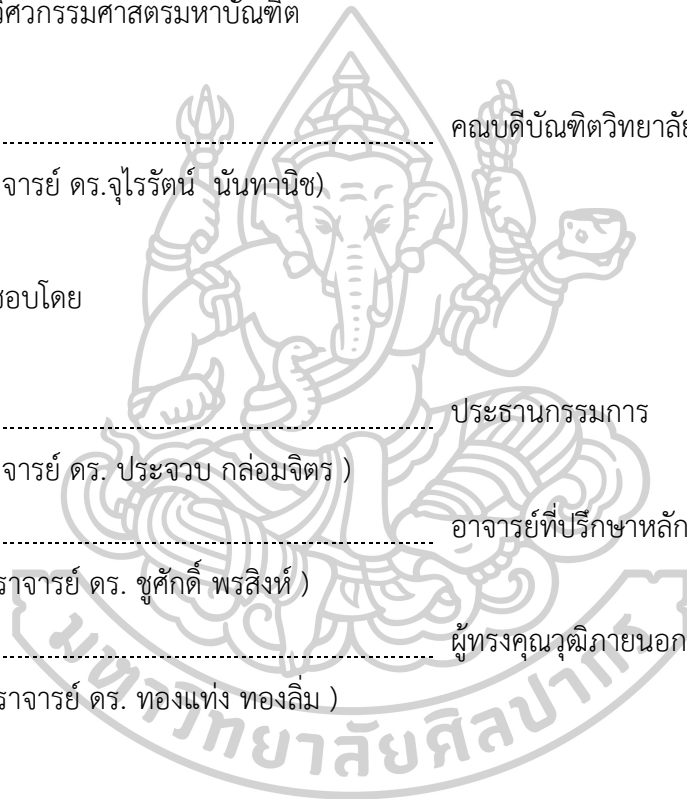 วิศวกรรมศาสตรมหาบัณฑิต
คณบดีบัณฑิตวิทยาลัย
จารย์ ดร.จุไรรัตน์ นันทานิช)
สอบโดย
ประธานกรรมการ
จารย์ ดร. ประจวบ กล่อมจิตร )
อาจารย์ที่ปรึกษาหลัก
ราจารย์ ดร. ชูศักดิ์ พรสิงห์ )
ผู้ทรงคุณวุฒิภายนอก
ราจารย์ ดร. ทองแท่ง ทองลิ่ม )
มหาวิทยาลัยศิลปากร